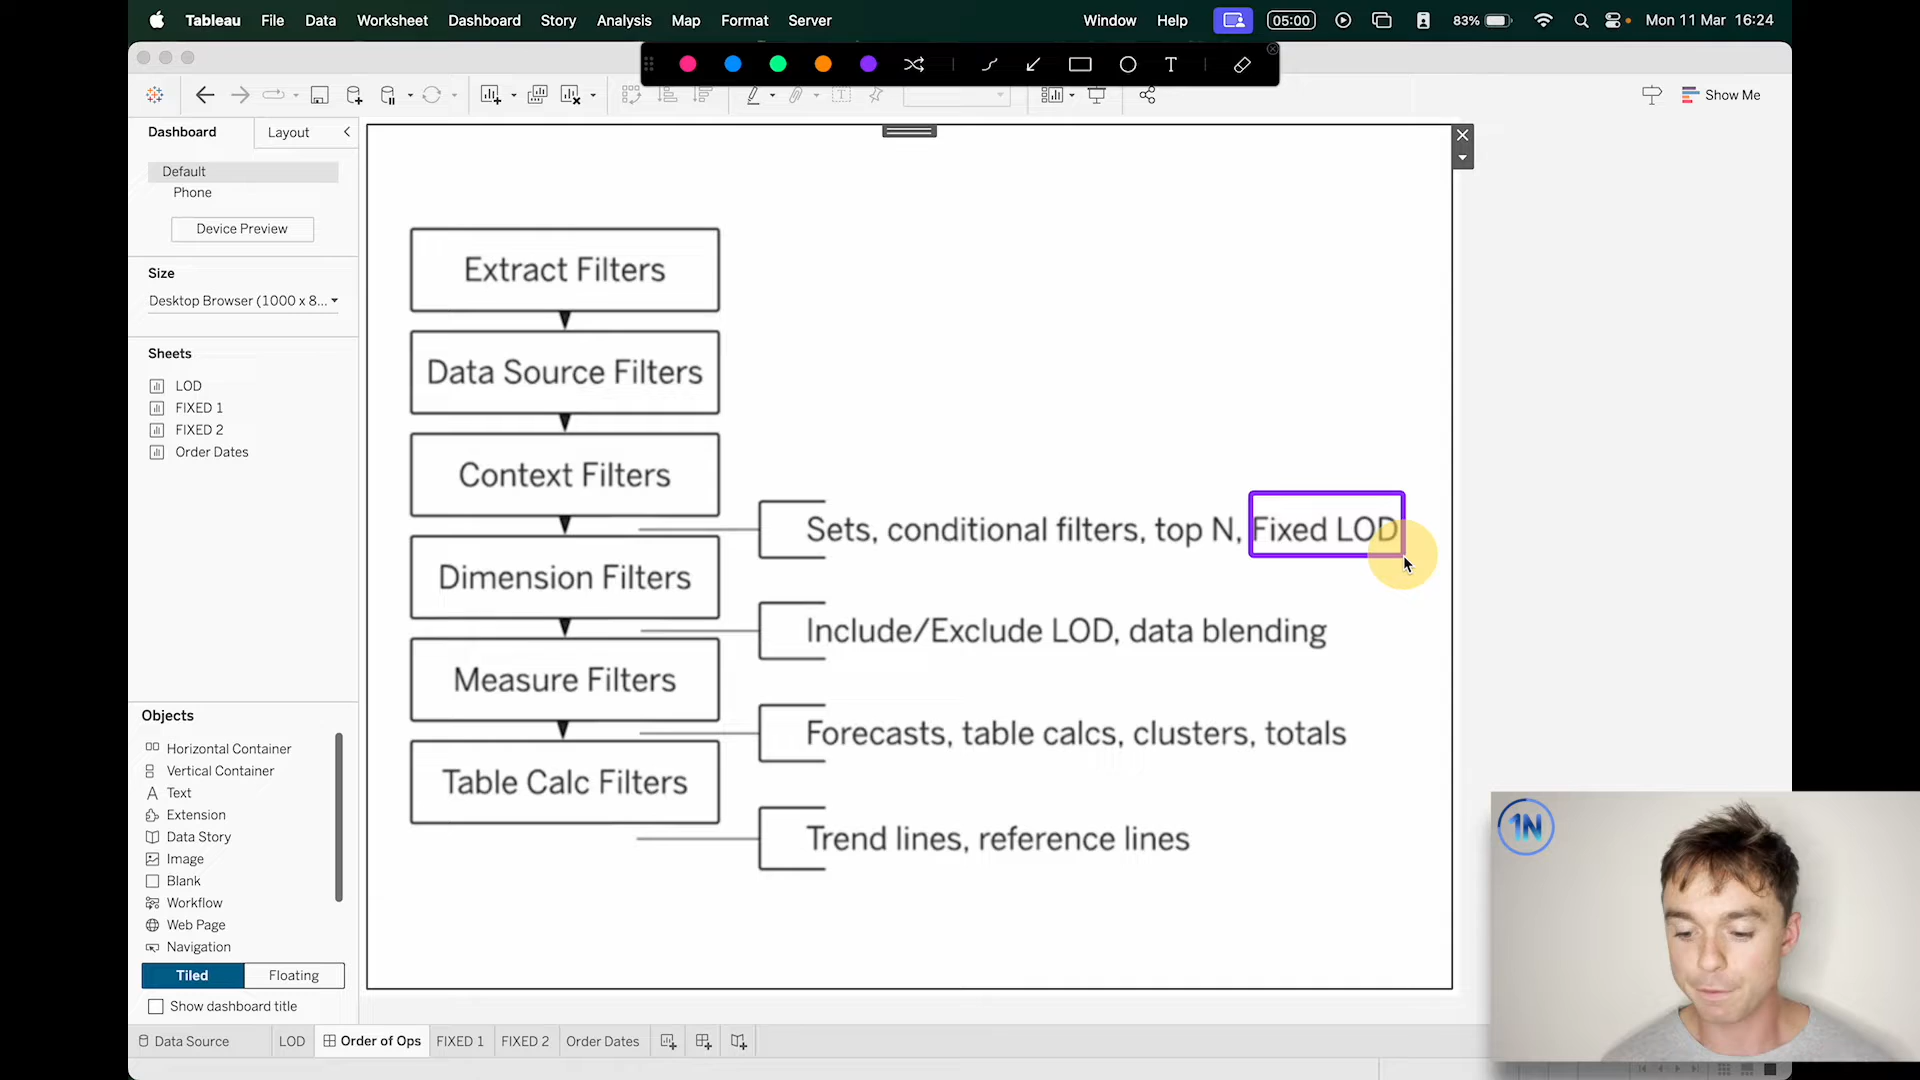 Tableau File Data Worksheet Dashboard Story Analysis Map Format Server Window Help 05:00 83% Mon 11 Mar 16:24
T
Show Me
Dashboard Layout
Default
Phone
Device Preview
Size
Desktop Browser (1000 x 8...
Sheets
LOD
FIXED 1
FIXED 2
Order Dates
Objects
Horizontal Container
Vertical Container
Text
Extension
Data Story
Image
Blank
Workflow
Web Page
Navigation
Tiled Floating
Show dashboard title
Extract Filters
Data Source Filters
Context Filters
Sets, conditional filters, top N, Fixed LOD
Dimension Filters
Include/Exclude LOD, data blending
Measure Filters
Forecasts, table calcs, clusters, totals
Table Calc Filters
Trend lines, reference lines
1N
Data Source LOD Order of Ops FIXED 1 FIXED 2 Order Dates